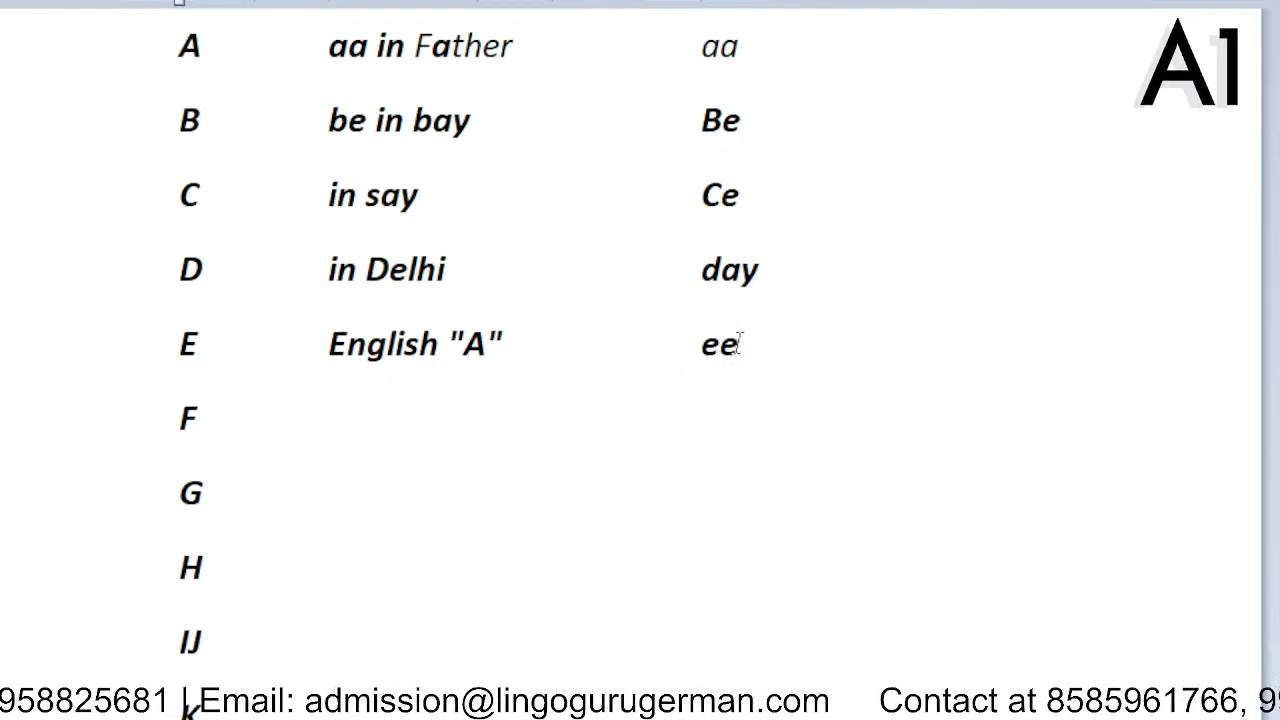 A1
A aa in Father aa
B be in bay Be
C in say Ce
D in Delhi day
E English "A" ee
F
G
H
IJ
K
958825681 | Email: admission@lingogurugerman.com Contact at 8585961766, 99